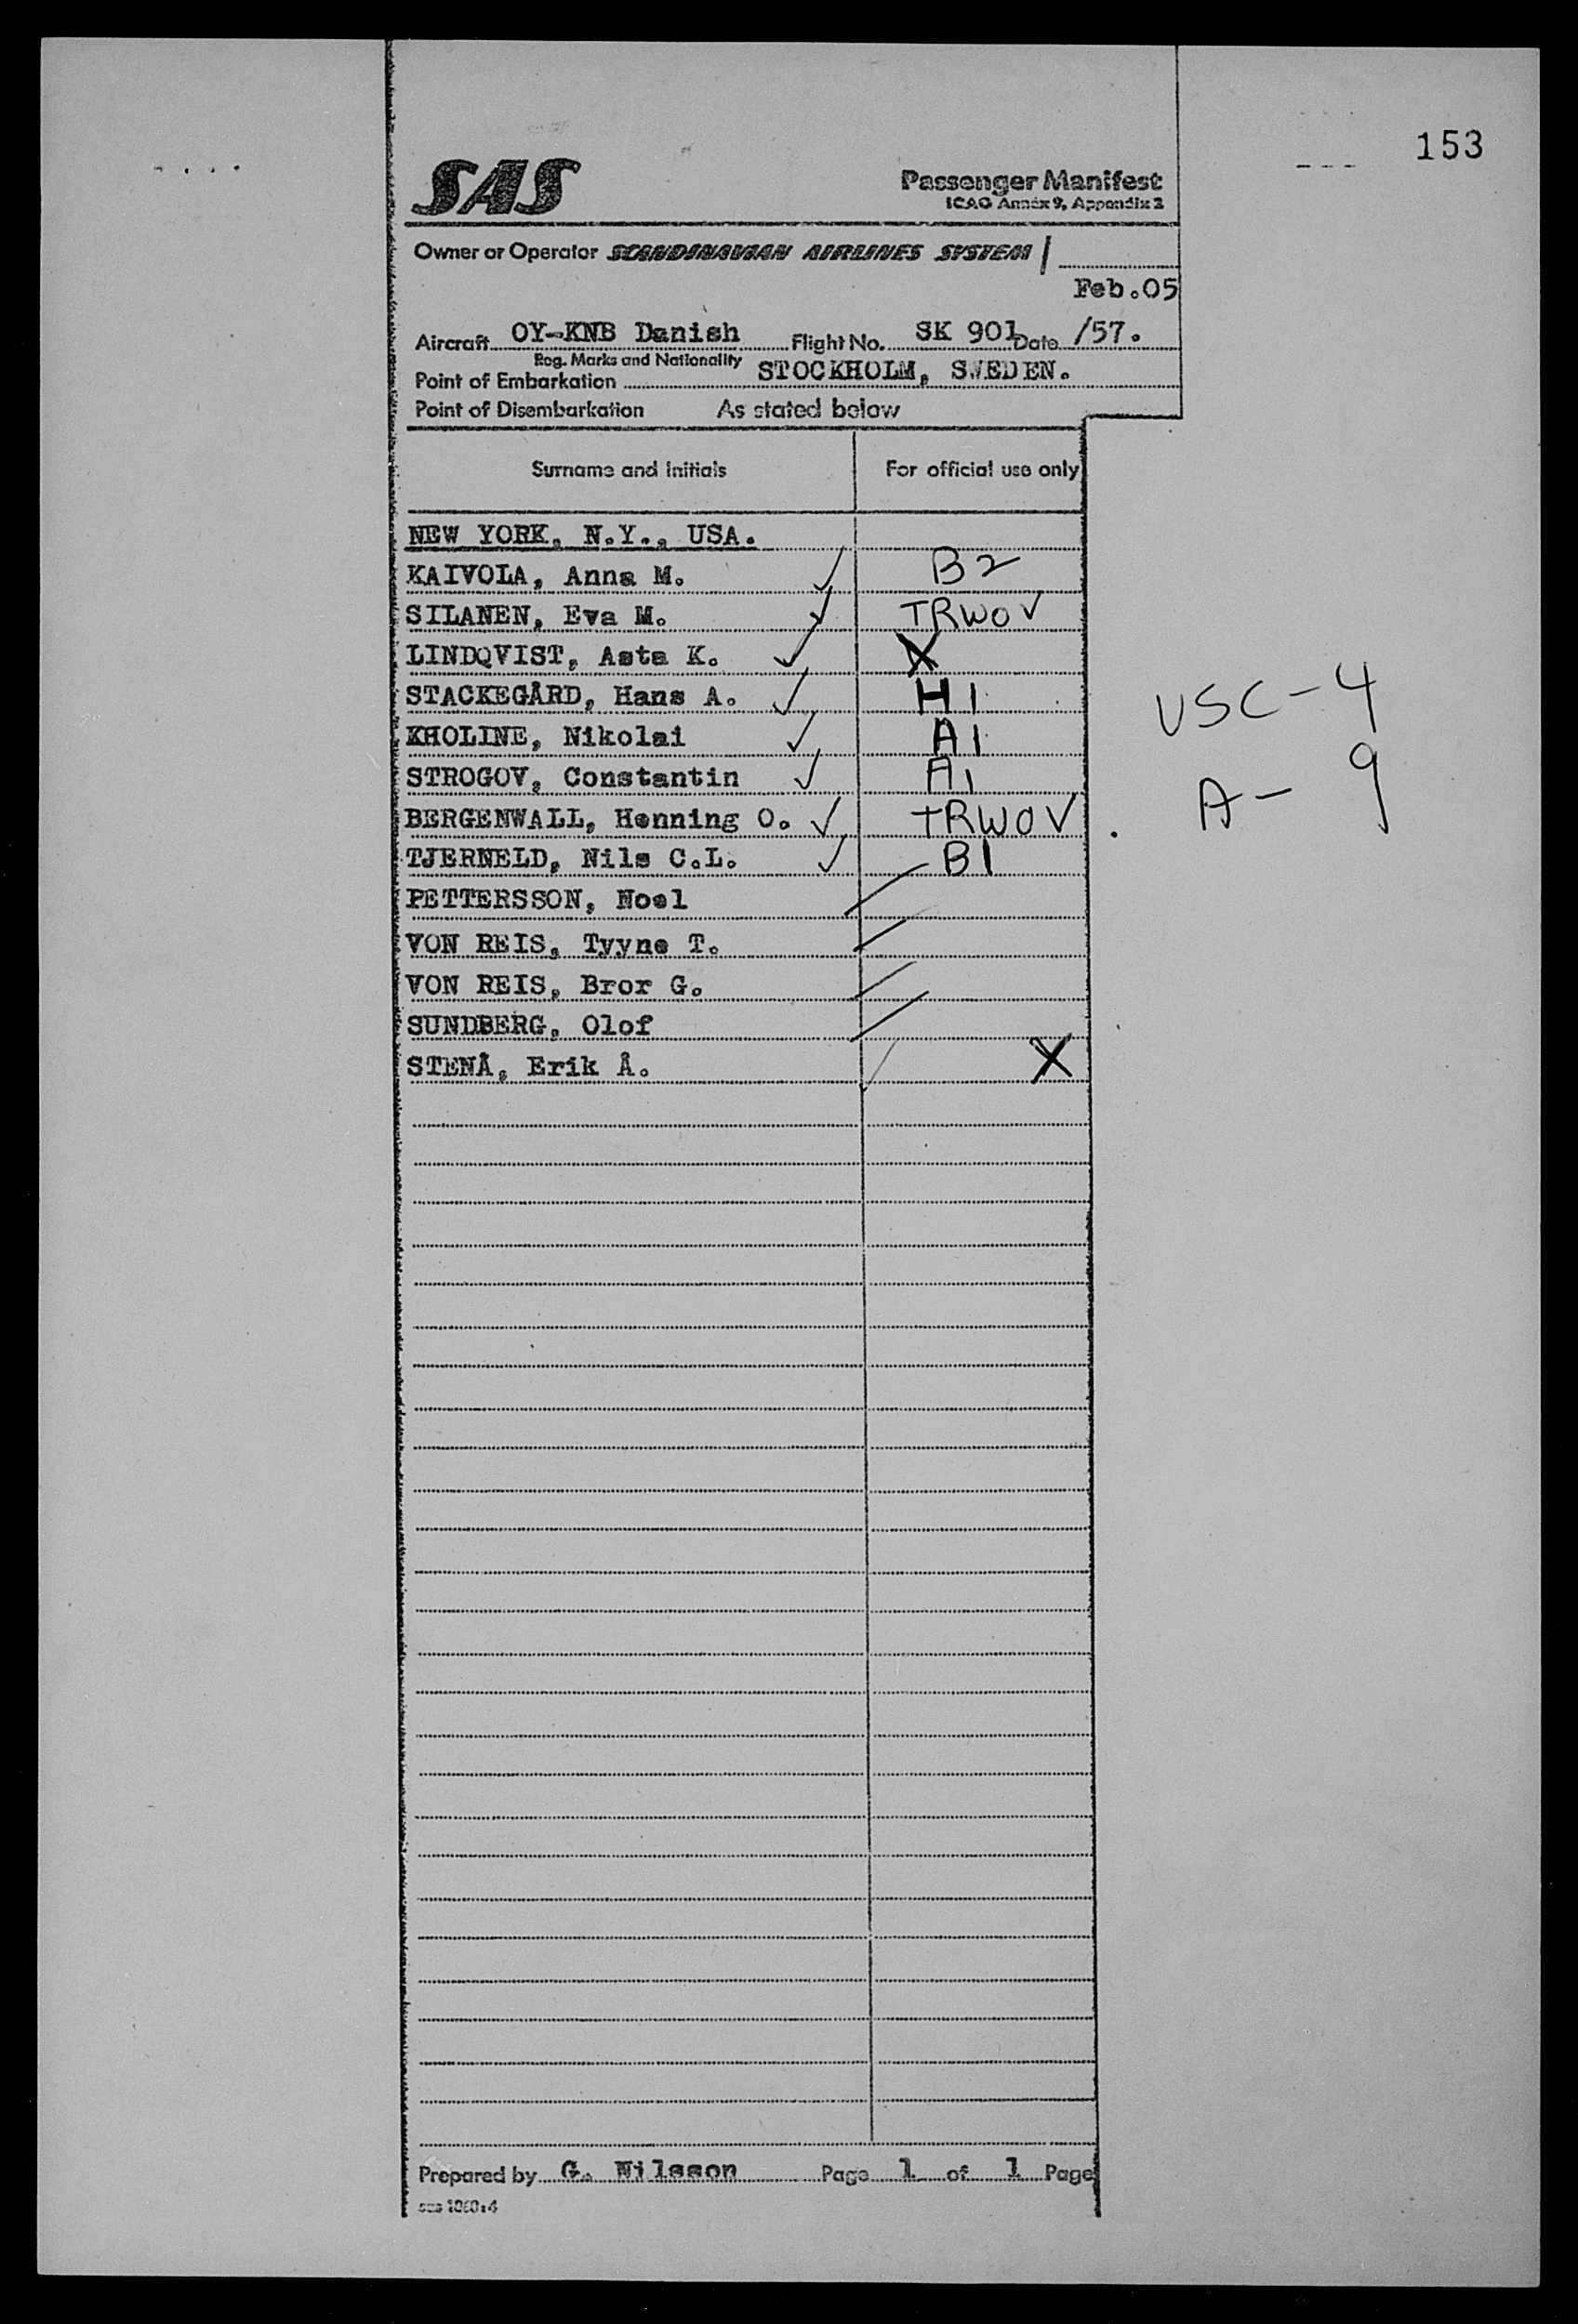 153
SAS
Passenger Manifest
ICAO Annex 9, Appendix 2
Owner or Operator SCANDINAVIAN AIRLINES SYSTEM
Feb.05
Aircraft OY-KNB Danish Flight No. SK 901 Date /57.
Reg. Marks and Nationality
Point of Embarkation STOCKHOLM, SWEDEN.
Point of Disembarkation As stated below
Surname and Initials For official use only
NEW YORK, N.Y., USA.
KAIVOLA, Anna M. ✓ B2
SILANEN, Eva M. ✓ TRWOV
LINDQVIST, Asta K. ✓ X
STACKEGÅRD, Hans A. ✓ H1
USC-4
KHOLINE, Nikolai ✓ A1
STROGOV, Constantin ✓ A1
A- 9
BERGENWALL, Henning O. ✓ TRWOV
TJERNELD, Nils C.L. ✓ B1
PETTERSSON, Noel
VON REIS, Tyyne T.
VON REIS, Bror G.
SUNDBERG, Olof
STENÅ, Erik Å. ✓ X
Prepared by G. Nilsson Page 1 of 1 Page